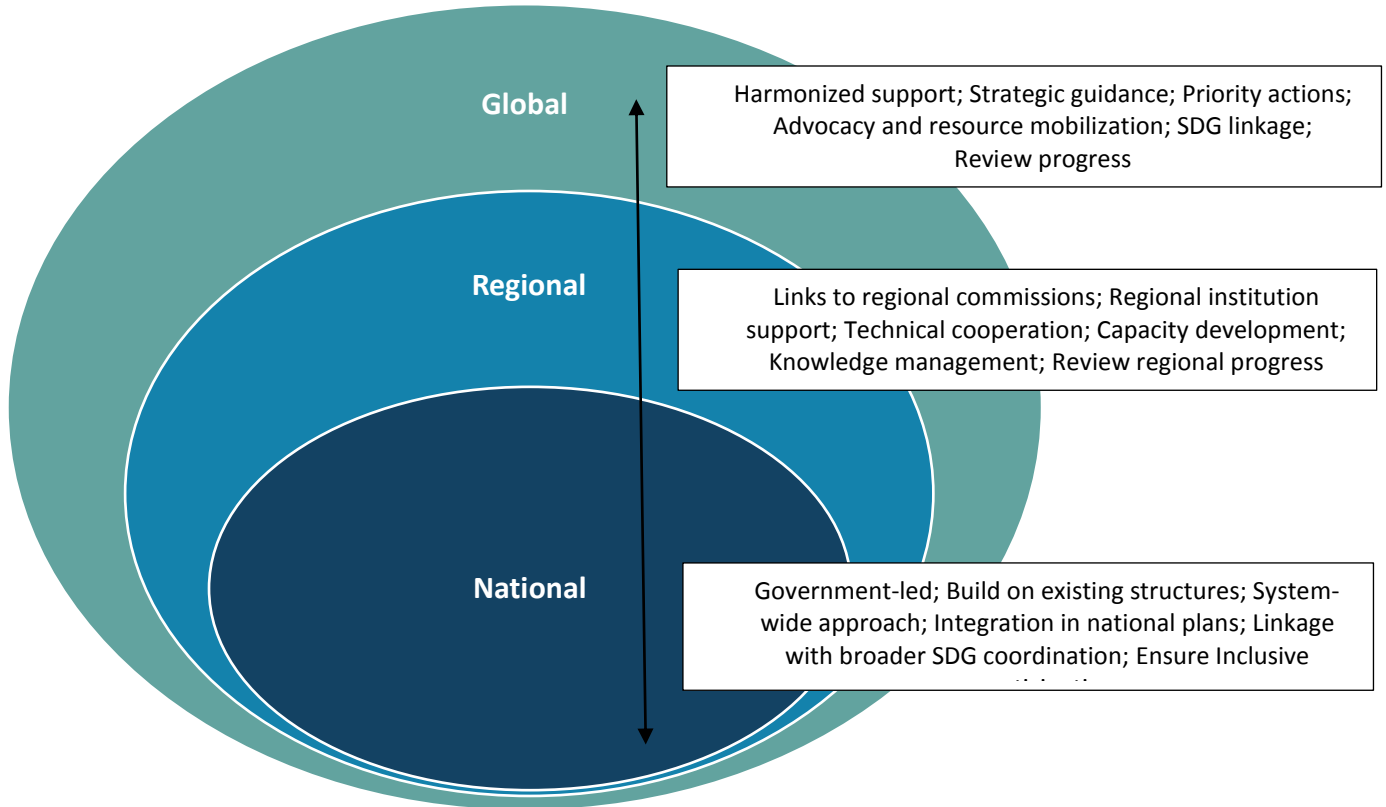 Global
Harmonized support; Strategic guidance; Priority actions;
Advocacy and resource mobilization; SDG linkage;
Review progress
Regional
Links to regional commissions; Regional institution
support; Technical cooperation; Capacity development;
Knowledge management; Review regional progress
National
Government-led; Build on existing structures; System-
wide approach; Integration in national plans; Linkage
with broader SDG coordination; Ensure Inclusive